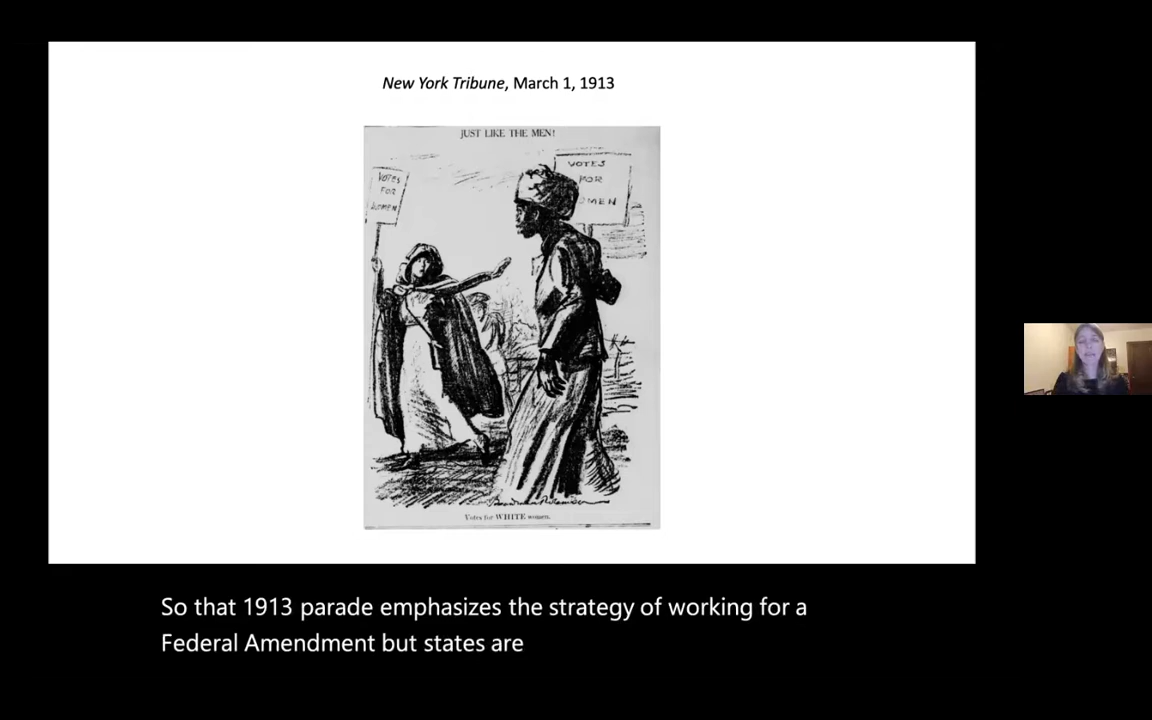 New York Tribune, March 1, 1913
JUST LIKE THE MEN!
VOTES
FOR
WOMEN
VOTES
FOR
OMEN
Votes for WHITE women.
So that 1913 parade emphasizes the strategy of working for a
Federal Amendment but states are